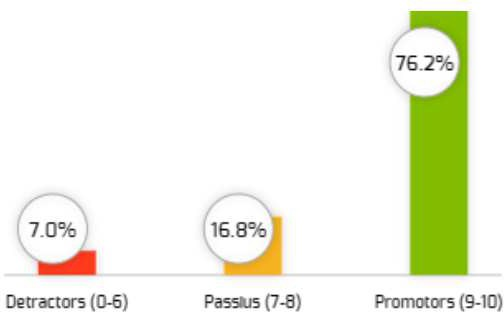 76.2%
7.0%
16.8%
Detractors (0-6)
Passius (7-8)
Promotors (9-10)